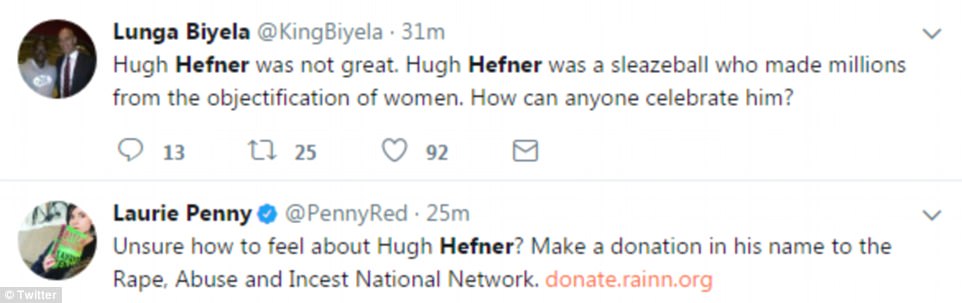 Lunga Biyela @KingBiyela · 31m
Hugh Hefner was not great. Hugh Hefner was a sleazeball who made millions
from the objectification of women. How can anyone celebrate him?
13 25 92
Laurie Penny @PennyRed · 25m
Unsure how to feel about Hugh Hefner? Make a donation in his name to the
Rape, Abuse and Incest National Network. donate.rainn.org
© Twitter